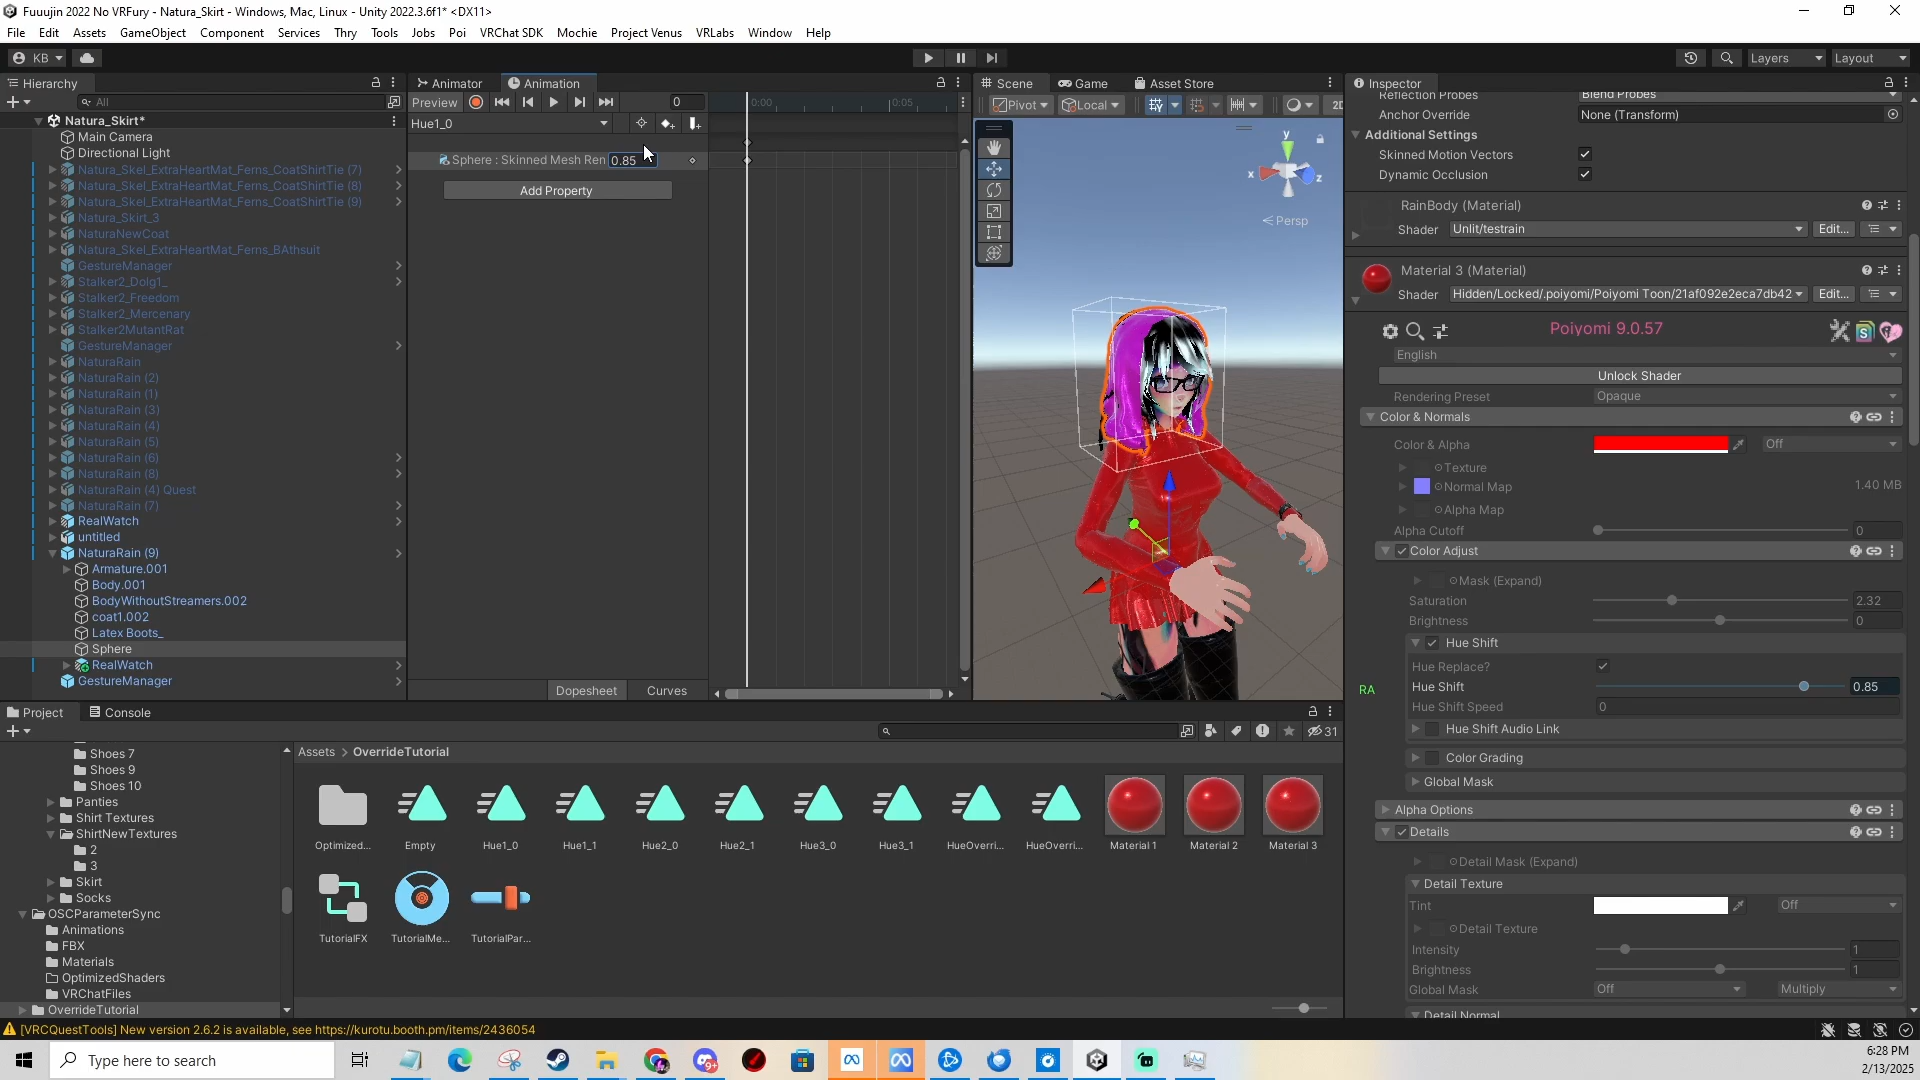 Fuuujin 2022 No VRFury - Natura_Skirt - Windows, Mac, Linux - Unity 2022.3.6f1* <DX11>
File Edit Assets GameObject Component Services Thry Tools Jobs Poi VRChat SDK Mochie Project Venus VRLabs Window Help
KB Layers Layout
Hierarchy
All
Natura_Skirt*
Main Camera
Directional Light
Natura_Skel_ExtraHeartMat_Ferns_CoatShirtTie (7)
Natura_Skel_ExtraHeartMat_Ferns_CoatShirtTie (8)
Natura_Skel_ExtraHeartMat_Ferns_CoatShirtTie (9)
Natura_Skirt_3
NaturaNewCoat
Natura_Skel_ExtraHeartMat_Ferns_BAthsuit
GestureManager
Stalker2_Dolg1_
Stalker2_Freedom
Stalker2_Mercenary
Stalker2MutantRat
GestureManager
NaturaRain
NaturaRain (2)
NaturaRain (1)
NaturaRain (3)
NaturaRain (4)
NaturaRain (5)
NaturaRain (6)
NaturaRain (8)
NaturaRain (4) Quest
NaturaRain (7)
RealWatch
untitled
NaturaRain (9)
Armature.001
Body.001
BodyWithoutStreamers.002
coat1.002
Latex Boots_
Sphere
RealWatch
GestureManager
Animator Animation
Preview 0 0:00 0:05
Hue1_0
Sphere : Skinned Mesh Ren 0.85
Add Property
Dopesheet Curves
Scene Game Asset Store
Pivot Local 2D
y
x z
Persp
Inspector
Reflection Probes Blend Probes
Anchor Override None (Transform)
Additional Settings
Skinned Motion Vectors
Dynamic Occlusion
RainBody (Material)
Shader Unlit/testrain Edit...
Material 3 (Material)
Shader Hidden/Locked/.poiyomi/Poiyomi Toon/21af092e2eca7db42 Edit...
Poiyomi 9.0.57
English
Unlock Shader
Rendering Preset Opaque
Color & Normals
Color & Alpha Off
Texture
Normal Map 1.40 MB
Alpha Map
Alpha Cutoff 0
Color Adjust
Mask (Expand)
Saturation 2.32
Brightness 0
Hue Shift
Hue Replace?
RA Hue Shift 0.85
Hue Shift Speed 0
Hue Shift Audio Link
Color Grading
Global Mask
Alpha Options
Details
Detail Mask (Expand)
Detail Texture
Tint Off
Detail Texture
Intensity 1
Brightness 1
Global Mask Off Multiply
Detail Normal
Project Console
31
Shoes 7
Shoes 9
Shoes 10
Panties
Shirt Textures
ShirtNewTextures
2
3
Skirt
Socks
OSCParameterSync
Animations
FBX
Materials
OptimizedShaders
VRChatFiles
OverrideTutorial
Assets > OverrideTutorial
Optimized... Empty Hue1_0 Hue1_1 Hue2_0 Hue2_1 Hue3_0 Hue3_1 HueOverri... HueOverri... Material 1 Material 2 Material 3
TutorialFX TutorialMe... TutorialPar...
[VRCQuestTools] New version 2.6.2 is available, see https://kurotu.booth.pm/items/2436054
Type here to search
9+
6:28 PM
2/13/2025